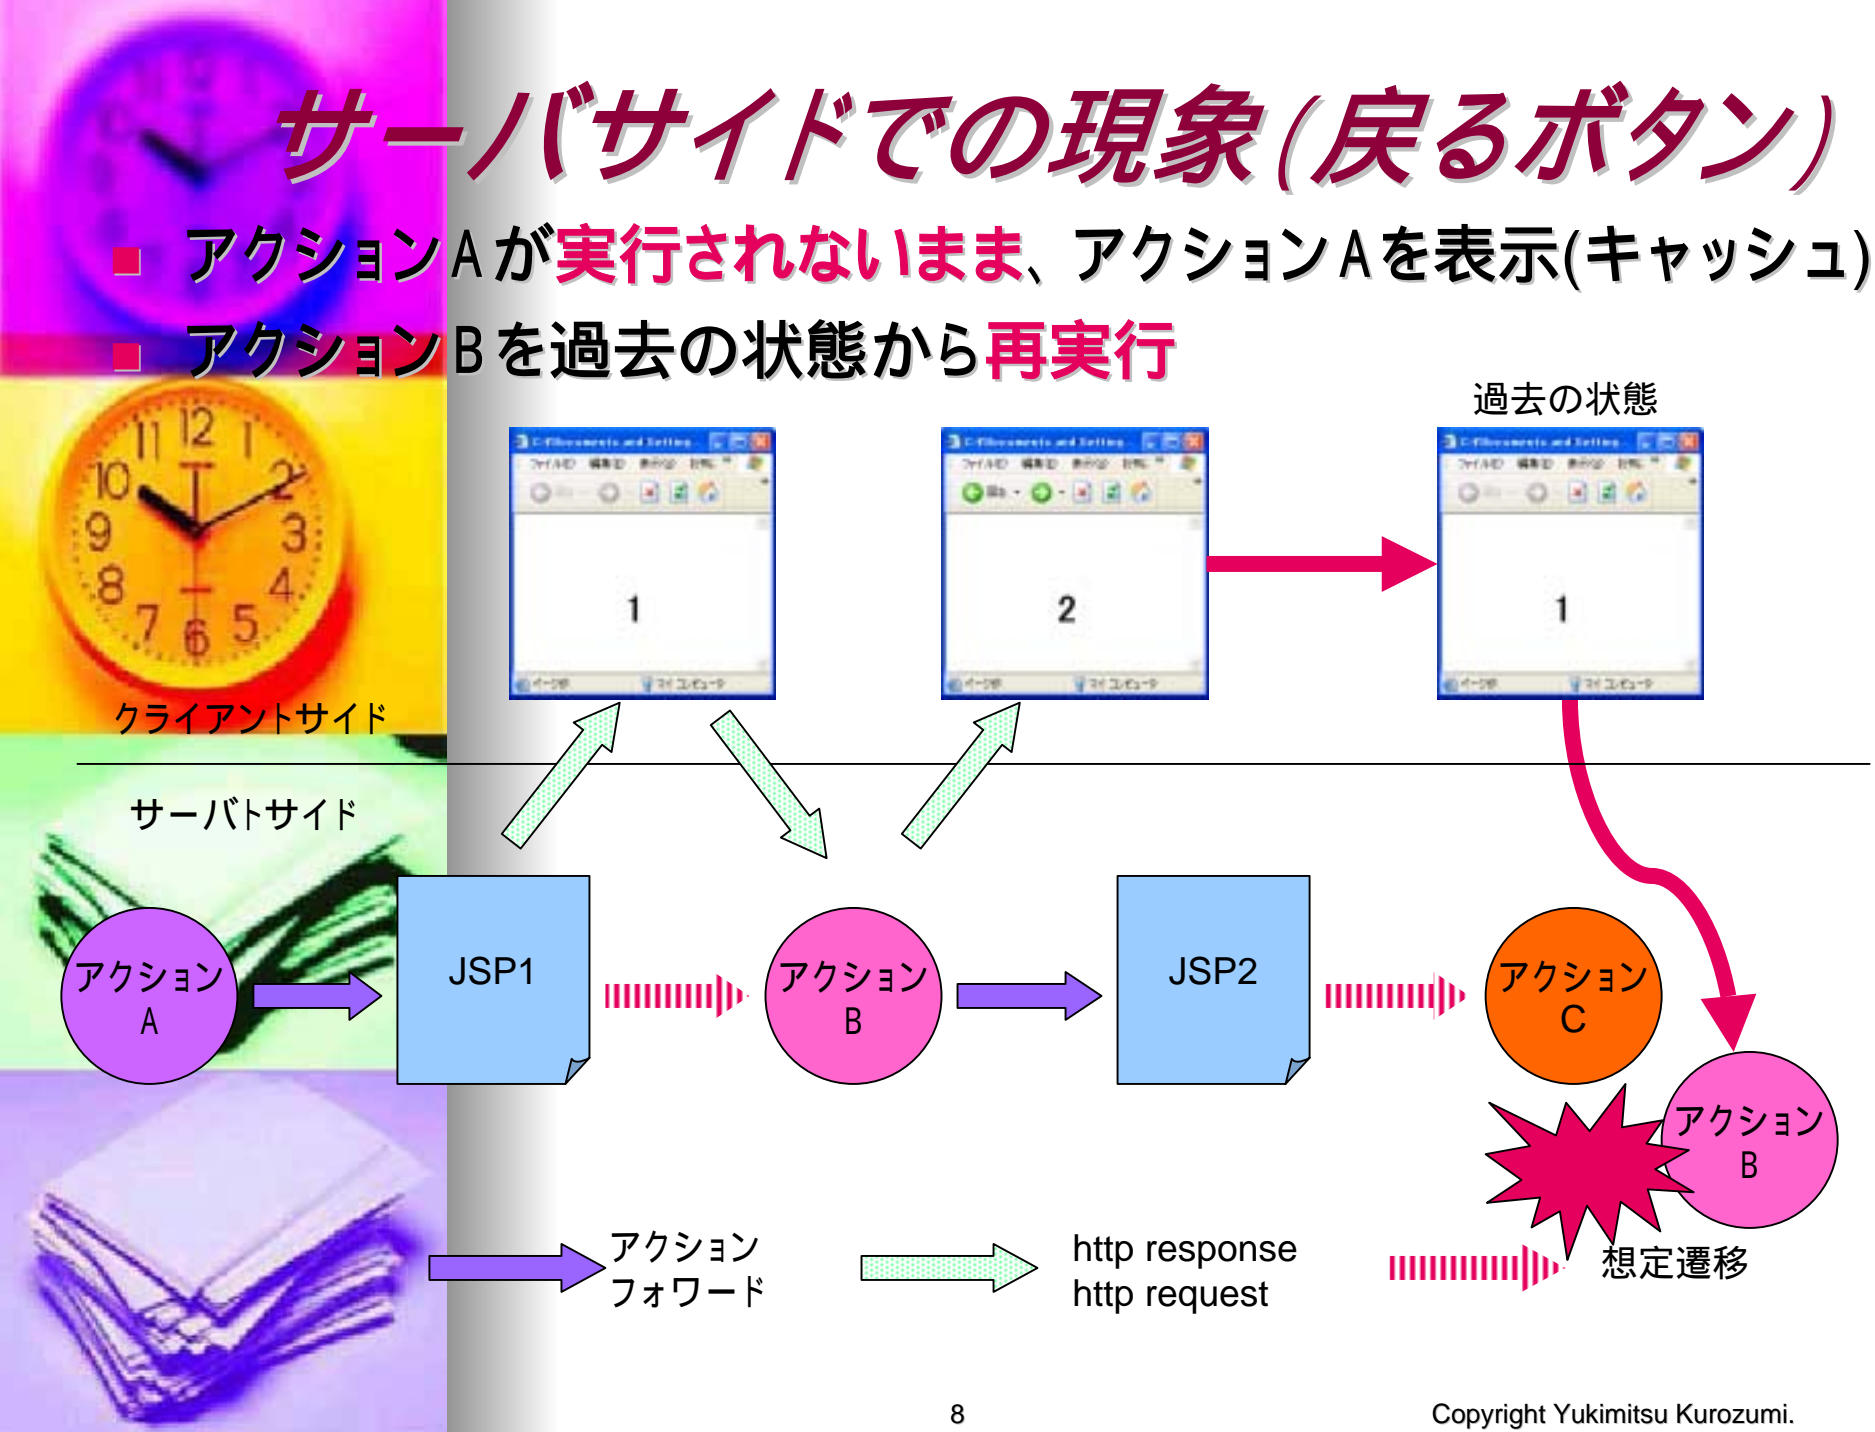 サーバサイドでの現象(戻るボタン)
■ アクションAが実行されないまま、アクションAを表示(キャッシュ)
■ アクションBを過去の状態から再実行
過去の状態
1
2
1
クライアントサイド
サーバトサイド
アクション
A
JSP1
アクション
B
JSP2
アクション
C
アクション
B
アクション
フォワード
http response
http request
想定遷移
8
Copyright Yukimitsu Kurozumi.